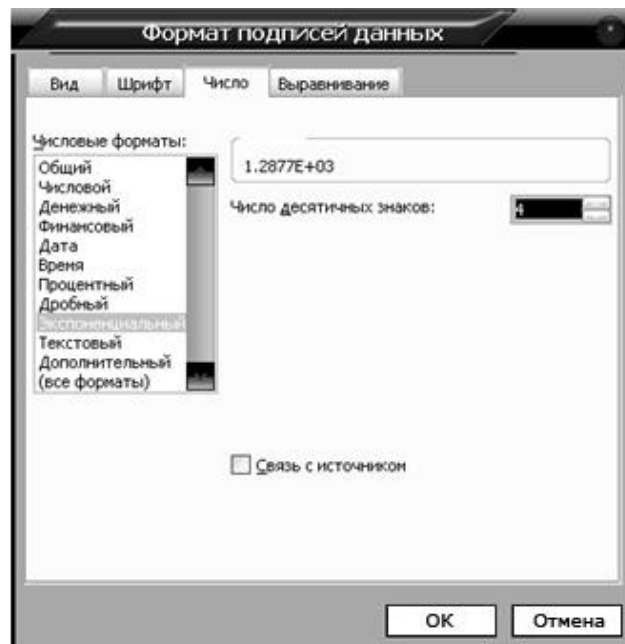 Формат подписей данных
Вид Шрифт Число Выравнивание
Числовые форматы:
Общий
Числовой
Денежный
Финансовый
Дата
Время
Процентный
Дробный
Экспоненциальный
Текстовый
Дополнительный
(все форматы)
1.2877E+03
Число десятичных знаков: 4
Связь с источником
ОК Отмена